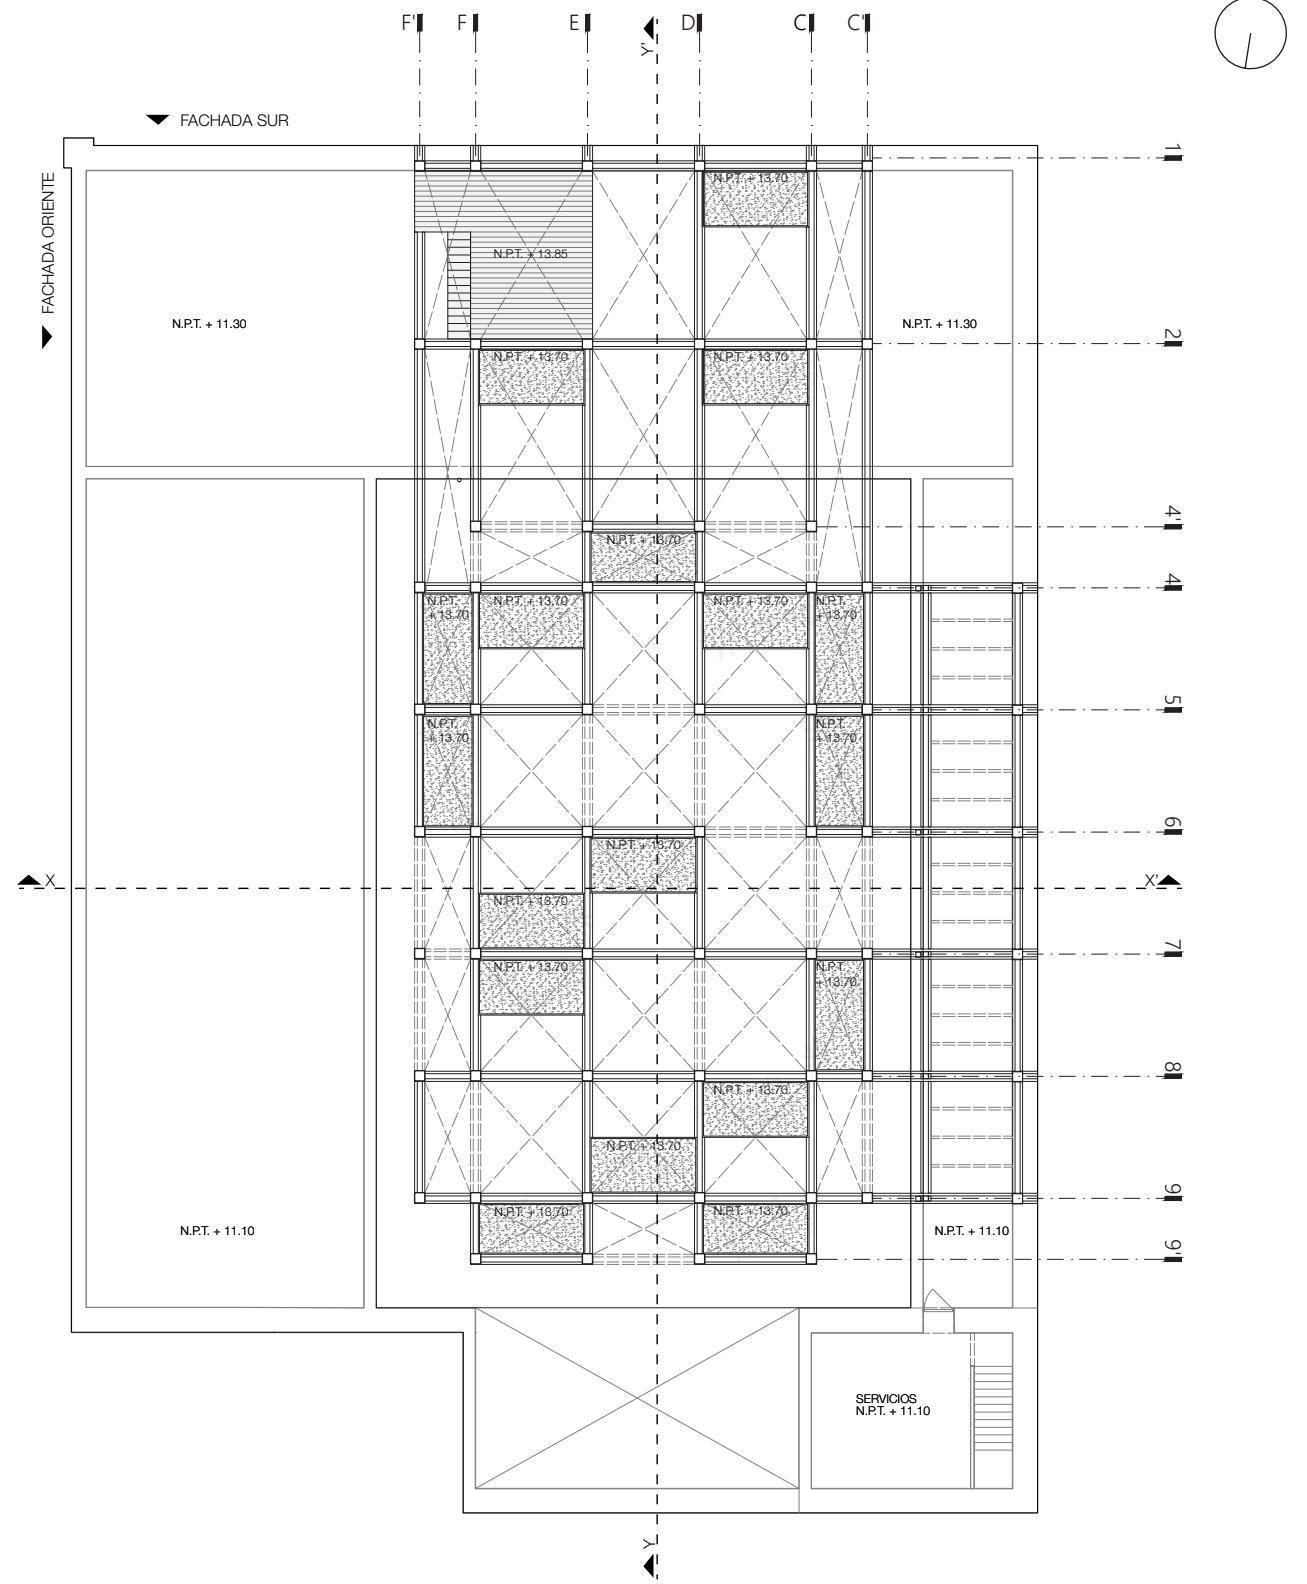 F' F E D C C'
Y'
FACHADA SUR
1
FACHADA ORIENTE
N.P.T. + 13.70
N.P.T. + 13.85
N.P.T. + 11.30
N.P.T. + 11.30
2
N.P.T. + 13.70
N.P.T. + 13.70
4'
N.P.T. + 13.70
4
N.P.T.
+ 13.70
N.P.T. + 13.70
N.P.T. + 13.70
N.P.T.
+ 13.70
5
N.P.T.
+ 13.70
N.P.T.
+ 13.70
6
N.P.T. + 13.70
X
X'
N.P.T. + 13.70
7
N.P.T. + 13.70
N.P.T.
+ 13.70
8
N.P.T. + 13.70
N.P.T. + 13.70
9
N.P.T. + 13.70
N.P.T. + 13.70
N.P.T. + 11.10
N.P.T. + 11.10
9'
SERVICIOS
N.P.T. + 11.10
Y